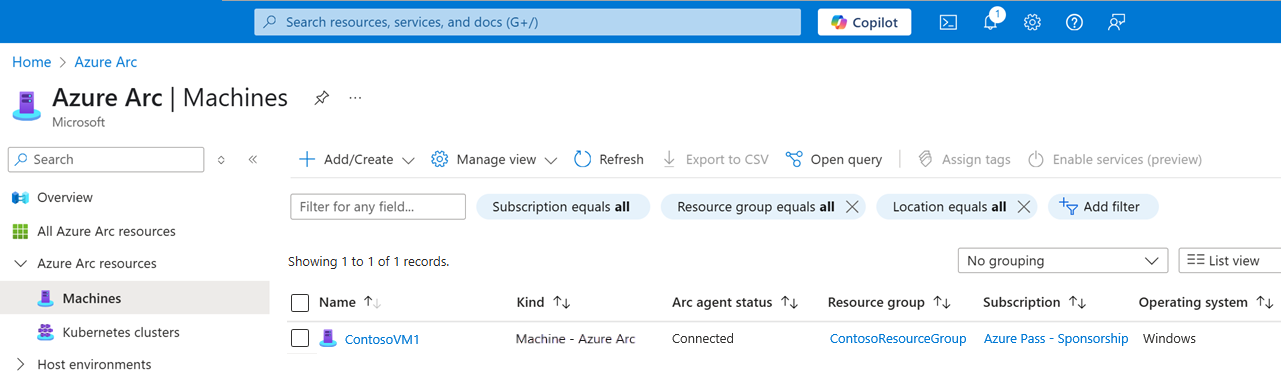 Search resources, services, and docs (G+/) Copilot 1
Home > Azure Arc
Azure Arc | Machines ...
Microsoft
Search Add/Create Manage view Refresh Export to CSV Open query Assign tags Enable services (preview)
Overview Filter for any field... Subscription equals all Resource group equals all Location equals all Add filter
All Azure Arc resources
Azure Arc resources Showing 1 to 1 of 1 records. No grouping List view
Machines Name Kind Arc agent status Resource group Subscription Operating system
Kubernetes clusters ContosoVM1 Machine - Azure Arc Connected ContosoResourceGroup Azure Pass - Sponsorship Windows
Host environments